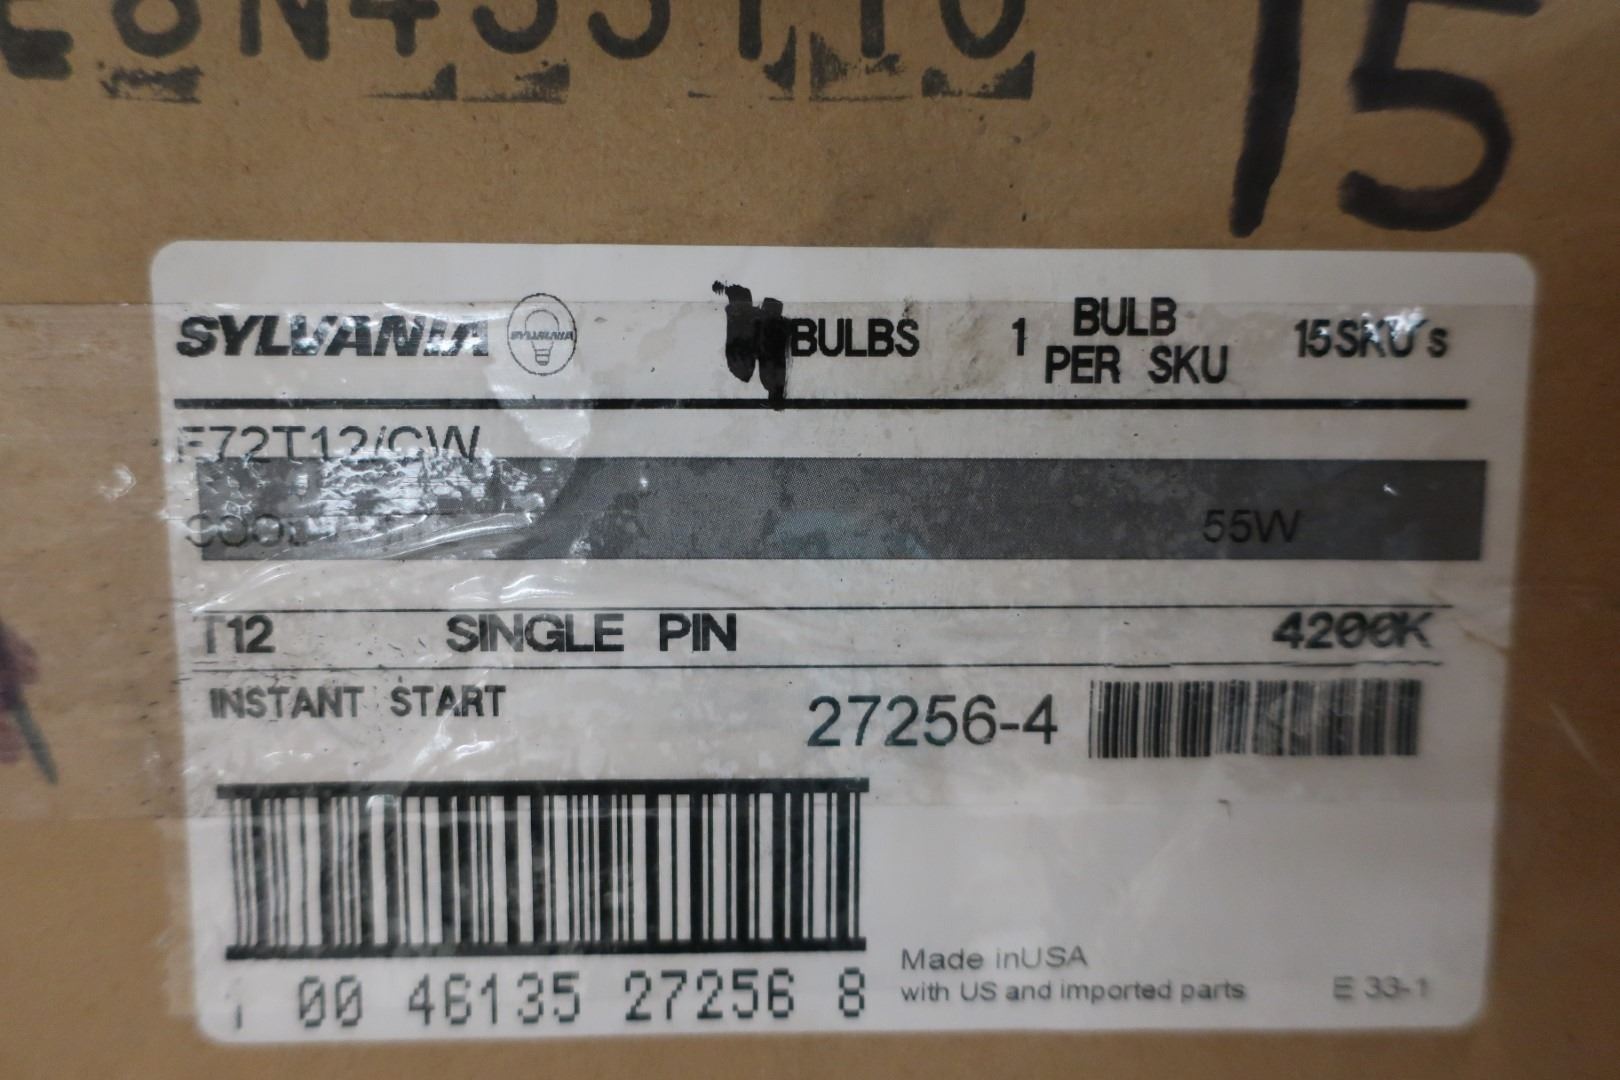 15
SYLVANIA SYLVANIA BULBS 1 BULB PER SKU 15SKU's
F72T12/CW
55W
T12 SINGLE PIN 4200K
INSTANT START 27256-4
1 00 46135 27256 8
Made inUSA
with US and imported parts E 33-1